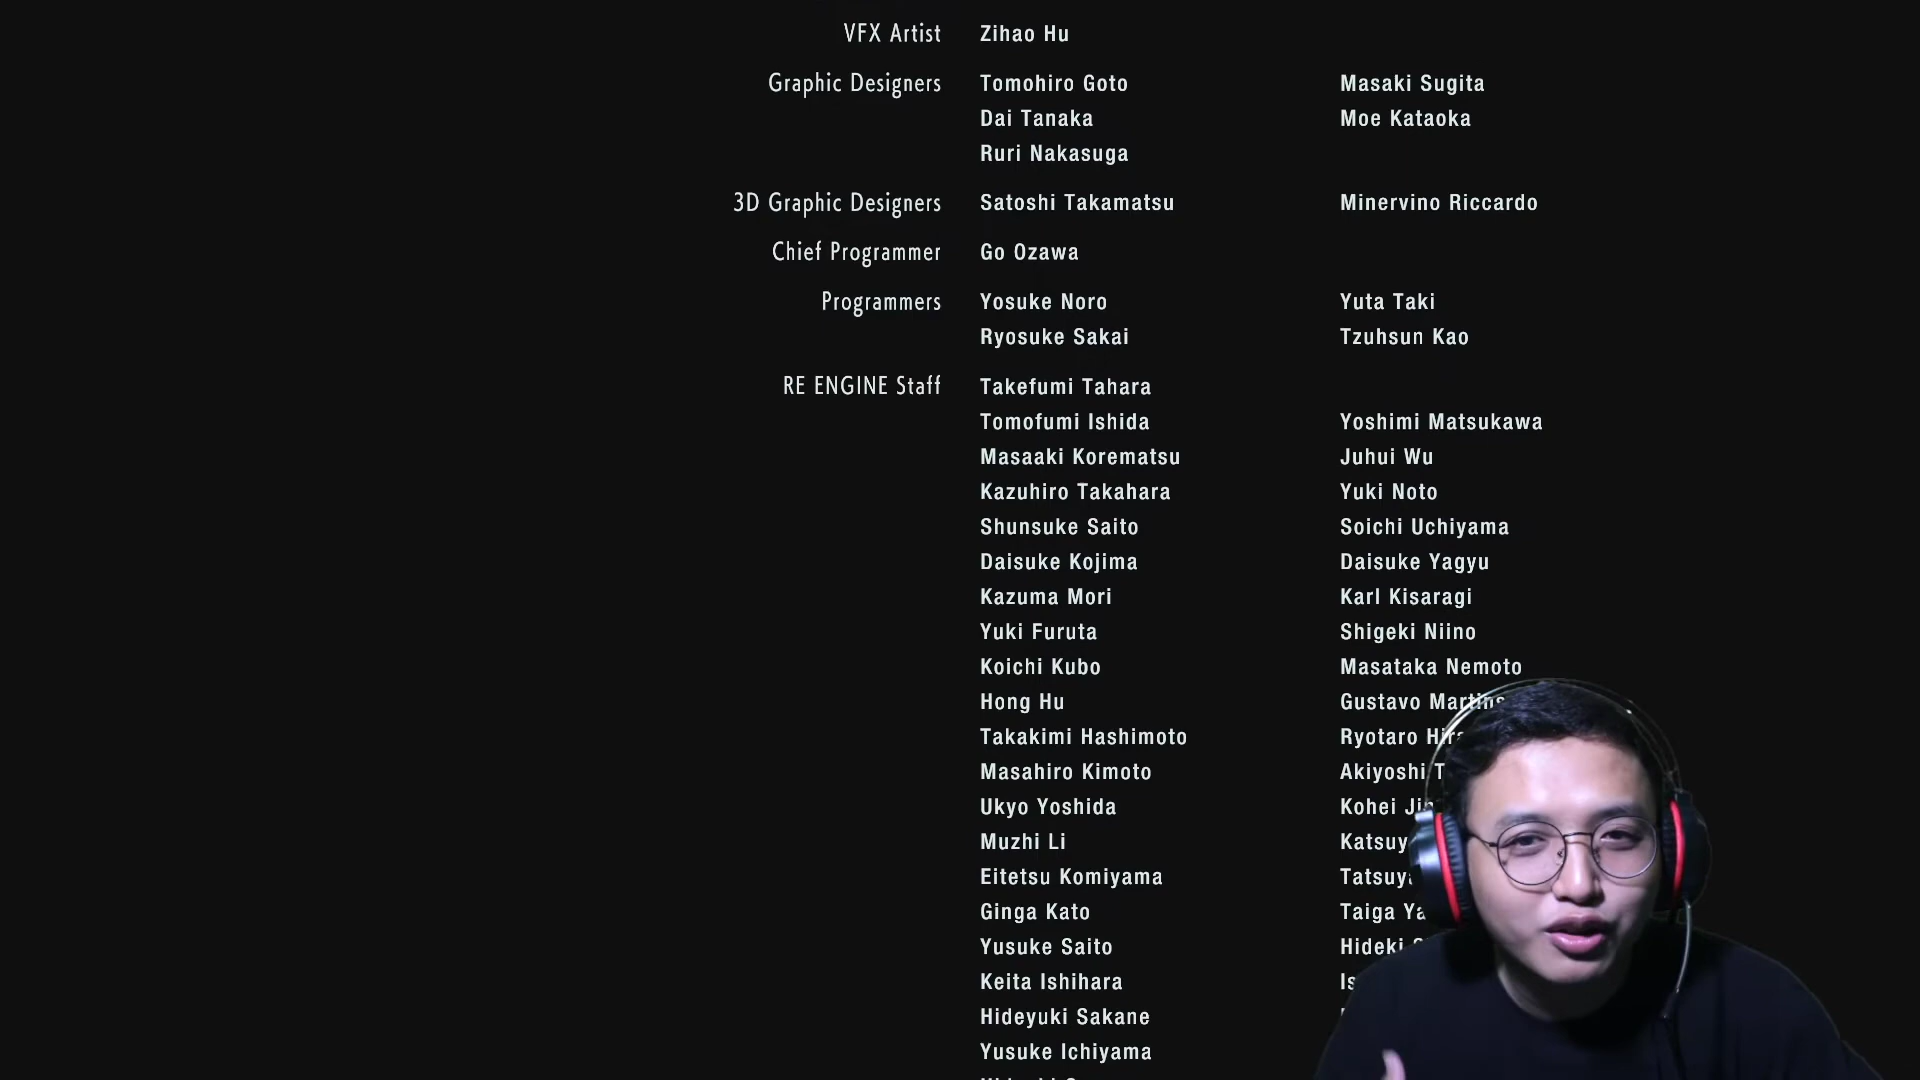 VFX Artist Zihao Hu
Graphic Designers Tomohiro Goto Masaki Sugita
Dai Tanaka Moe Kataoka
Ruri Nakasuga
3D Graphic Designers Satoshi Takamatsu Minervino Riccardo
Chief Programmer Go Ozawa
Programmers Yosuke Noro Yuta Taki
Ryosuke Sakai Tzuhsun Kao
RE ENGINE Staff Takefumi Tahara
Tomofumi Ishida Yoshimi Matsukawa
Masaaki Korematsu Juhui Wu
Kazuhiro Takahara Yuki Noto
Shunsuke Saito Soichi Uchiyama
Daisuke Kojima Daisuke Yagyu
Kazuma Mori Karl Kisaragi
Yuki Furuta Shigeki Niino
Koichi Kubo Masataka Nemoto
Hong Hu Gustavo Martins
Takakimi Hashimoto Ryotaro
Masahiro Kimoto Akiyoshi
Ukyo Yoshida Kohei
Muzhi Li
Eitetsu Komiyama
Ginga Kato Taiga
Yusuke Saito Hideki
Keita Ishihara
Hideyuki Sakane
Yusuke Ichiyama